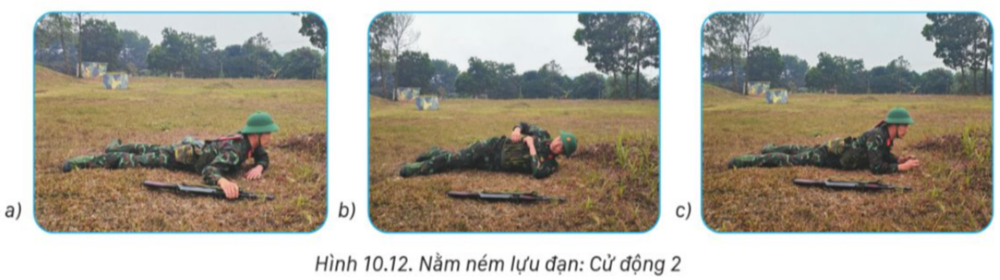 a)
b)
c)
Hình 10.12. Nằm ném lựu đạn: Cử động 2